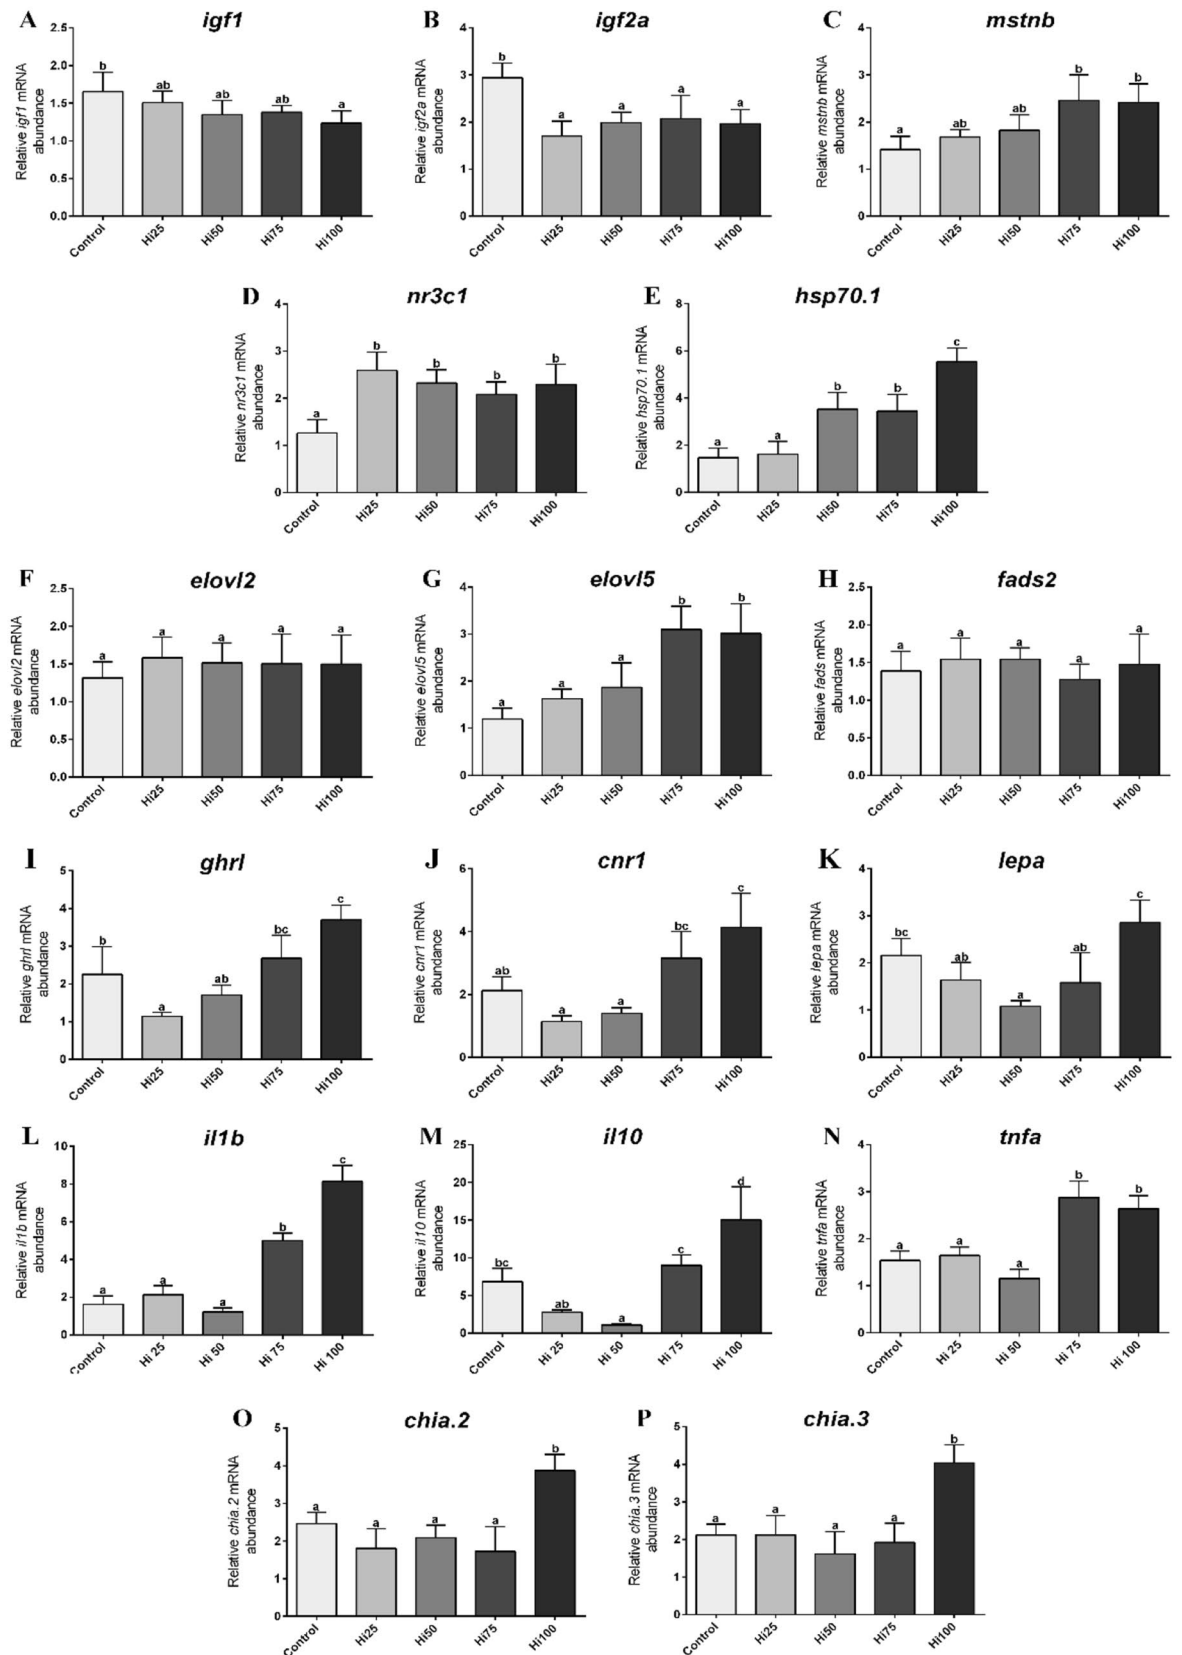 A igf1
Relative igf1 mRNA
abundance
2.5
2.0
1.5
1.0
0.5
0.0
b ab ab ab a
Control Hi25 Hi50 Hi75 Hi100
B igf2a
Relative igf2a mRNA
abundance
4
3
2
1
0
b a a a a
Control Hi25 Hi50 Hi75 Hi100
C mstnb
Relative mstnb mRNA
abundance
4
3
2
1
0
a ab ab b b
Control Hi25 Hi50 Hi75 Hi100
D nr3c1
Relative nr3c1 mRNA
abundance
4
3
2
1
0
a b b b b
Control Hi25 Hi50 Hi75 Hi100
E hsp70.1
Relative hsp70.1 mRNA
abundance
8
6
4
2
0
a a b b c
Control Hi25 Hi50 Hi75 Hi100
F elovl2
Relative elovl2 mRNA
abundance
2.5
2.0
1.5
1.0
0.5
0.0
a a a a a
Control Hi25 Hi50 Hi75 Hi100
G elovl5
Relative elovl5 mRNA
abundance
4
3
2
1
0
a a a b b
Control Hi25 Hi50 Hi75 Hi100
H fads2
Relative fads mRNA
abundance
2.5
2.0
1.5
1.0
0.5
0.0
a a a a a
Control Hi25 Hi50 Hi75 Hi100
I ghrl
Relative ghrl mRNA
abundance
5
4
3
2
1
0
b a ab bc c
Control Hi25 Hi50 Hi75 Hi100
J cnr1
Relative cnr1 mRNA
abundance
6
4
2
0
ab a a bc c
Control Hi25 Hi50 Hi75 Hi100
K lepa
Relative lepa mRNA
abundance
4
3
2
1
0
bc ab a ab c
Control Hi25 Hi50 Hi75 Hi100
L il1b
Relative il1b mRNA
abundance
10
8
6
4
2
0
a a a b c
Control Hi 25 Hi 50 Hi 75 Hi 100
M il10
Relative il10 mRNA
abundance
25
20
15
10
5
0
bc ab a c d
Control Hi 25 Hi 50 Hi 75 Hi 100
N tnfa
Relative tnfa mRNA
abundance
4
3
2
1
0
a a a b b
Control Hi 25 Hi 50 Hi 75 Hi 100
O chia.2
Relative chia.2 mRNA
abundance
5
4
3
2
1
0
a a a a b
Control Hi25 Hi50 Hi75 Hi100
P chia.3
Relative chia.3 mRNA
abundance
5
4
3
2
1
0
a a a a b
Control Hi25 Hi50 Hi75 Hi100